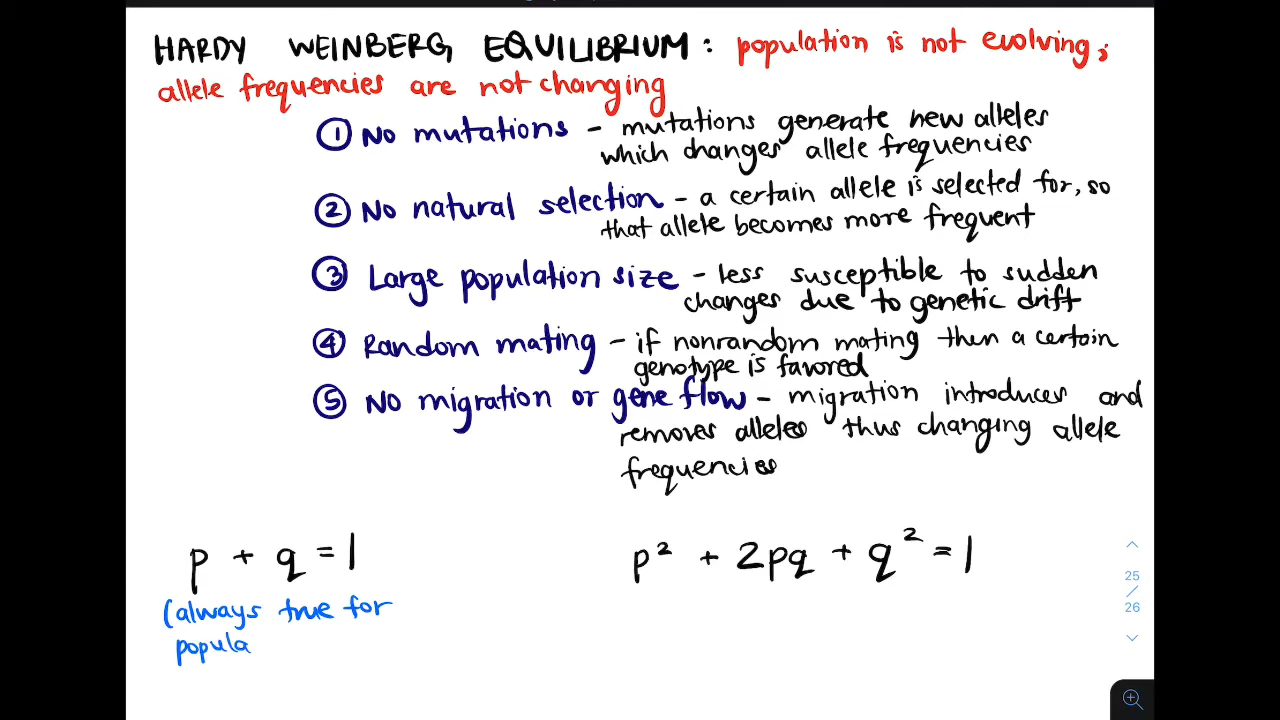 HARDY WEINBERG EQUILIBRIUM: population is not evolving;
allele frequencies are not changing
① No mutations - mutations generate new alleles
which changes allele frequencies
② No natural selection - a certain allele is selected for, so
that allele becomes more frequent
③ Large population size - less susceptible to sudden
changes due to genetic drift
④ Random mating - if nonrandom mating then a certain
genotype is favored
⑤ No migration or gene flow - migration introduces and
removes alleles thus changing allele
frequencies
p + q = 1
p² + 2pq + q² = 1
(always true for
popula
25
/
26